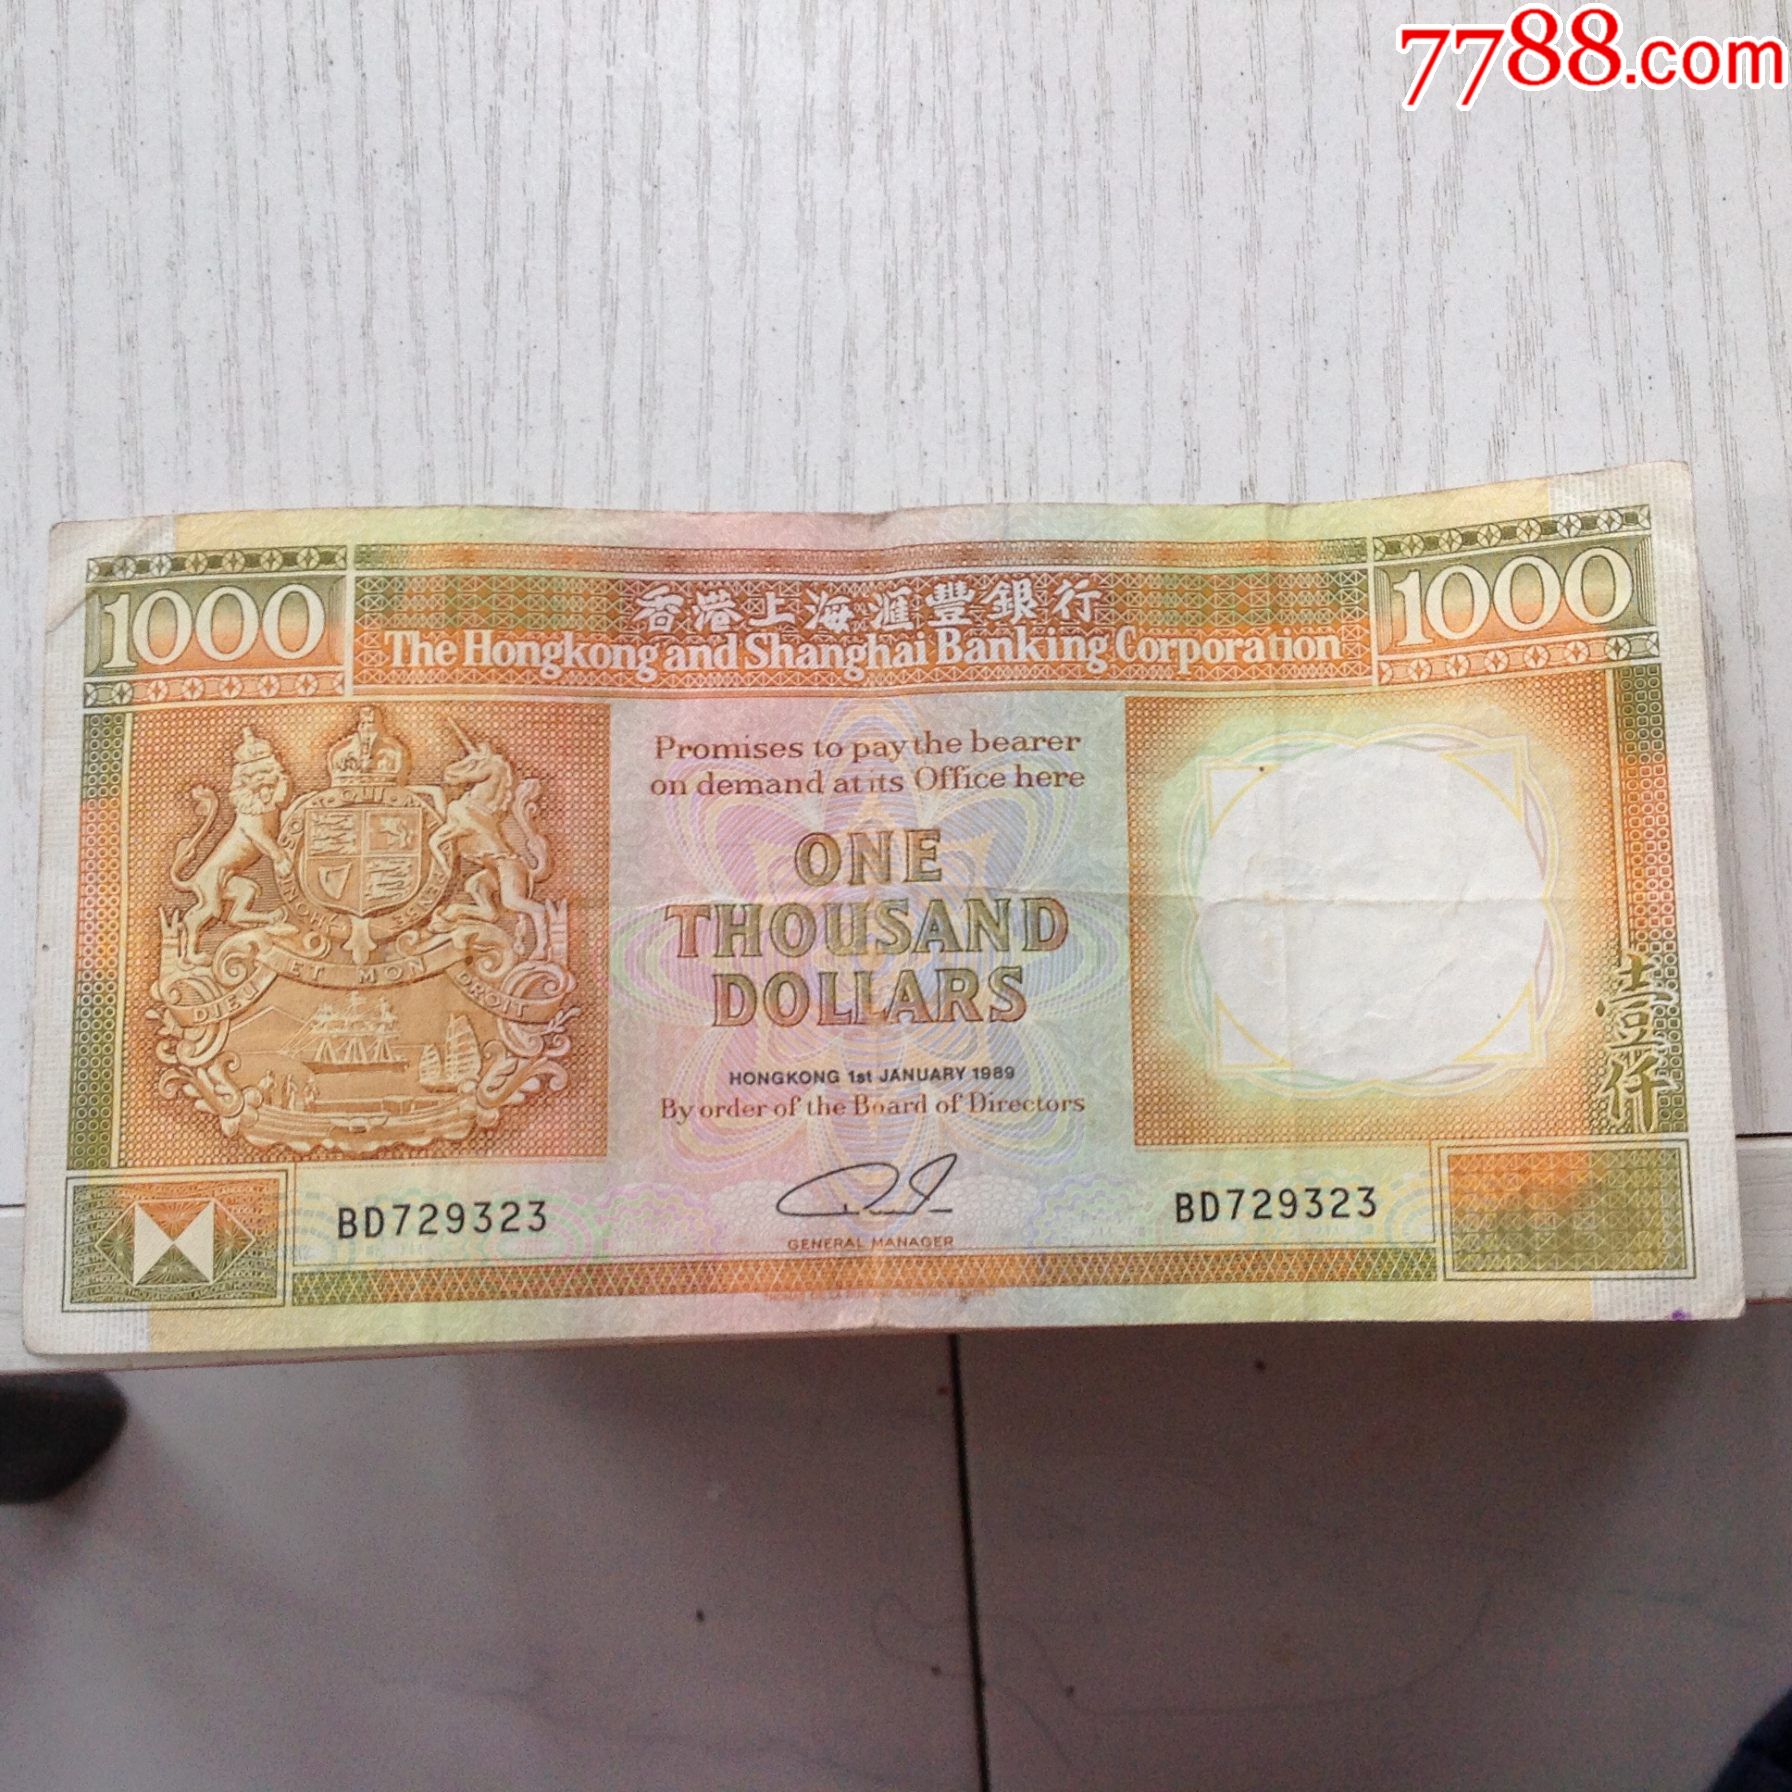 7788.com
1000
香港上海滙豐銀行
1000
The Hongkong and Shanghai Banking Corporation
Promises to pay the bearer
on demand at its Office here
ONE
THOUSAND
DOLLARS
HONGKONG 1st JANUARY 1989
By order of the Board of Directors
DIEU ET MON DROIT
壹仟
BD729323
BD729323
GENERAL MANAGER